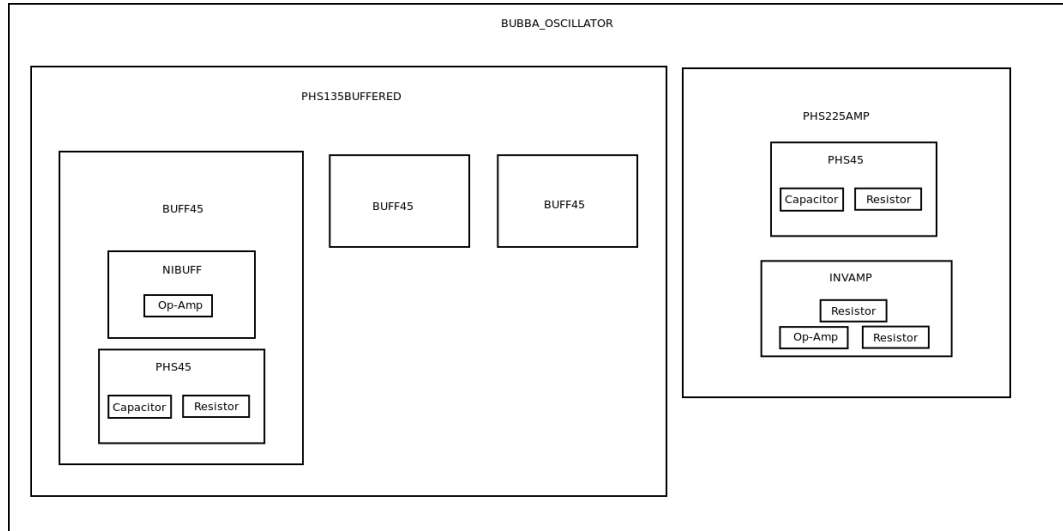 BUBBA_OSCILLATOR
PHS135BUFFERED
BUFF45
NIBUFF
Op-Amp
PHS45
Capacitor
Resistor
BUFF45
BUFF45
PHS225AMP
PHS45
Capacitor
Resistor
INVAMP
Resistor
Op-Amp
Resistor